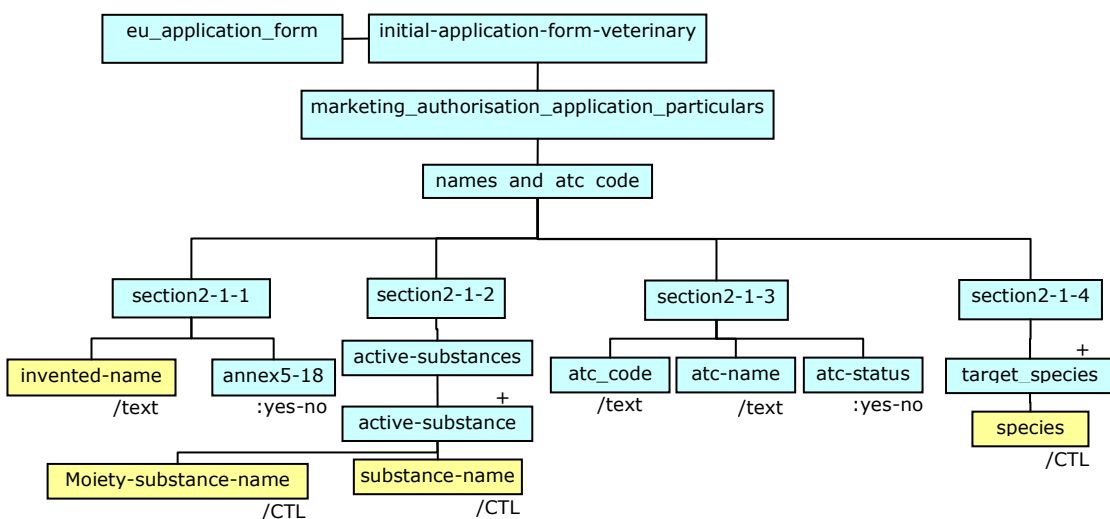 eu_application_form
initial-application-form-veterinary
marketing_authorisation_application_particulars
names and atc code
section2-1-1
section2-1-2
section2-1-3
section2-1-4
+
invented-name
annex5-18
active-substances
atc_code
atc-name
atc-status
target_species
/text
:yes-no
+
/text
/text
:yes-no
active-substance
species
/CTL
Moiety-substance-name
substance-name
/CTL
/CTL